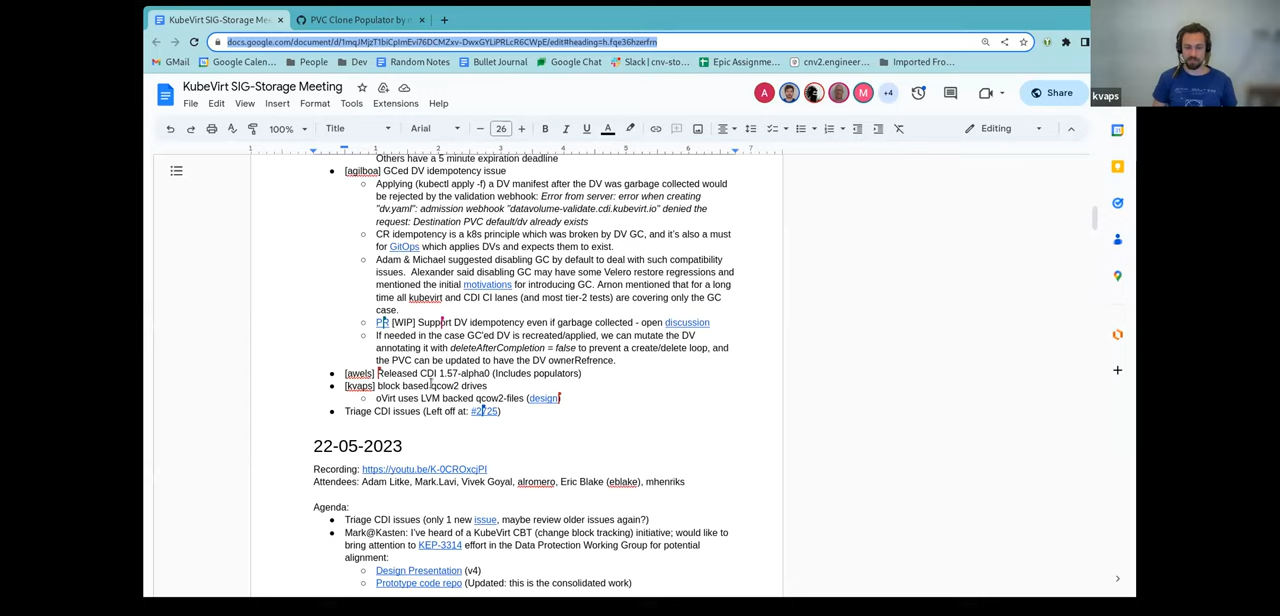 KubeVirt SIG-Storage Mee
PVC Clone Populator by m
docs.google.com/document/d/1mqJMjzT1biCpImEvi76DCMZxv-DwxGYLiPRLcR6CWpE/edit#heading=h.fqe36hzerfrn
GMail
Google Calen...
People
Dev
Random Notes
Bullet Journal
Google Chat
Slack | cnv-sto...
Epic Assignme...
cnv2.engineer...
Imported Fro...
KubeVirt SIG-Storage Meeting
File Edit View Insert Format Tools Extensions Help
A
M
+4
Share
kvaps
100%
Title
Arial
26
B I U A
Editing
1 1 2 3 4 5 6 7
Others have a 5 minute expiration deadline
[agilboa] GCed DV idempotency issue
Applying (kubectl apply -f) a DV manifest after the DV was garbage collected would
be rejected by the validation webhook: Error from server: error when creating
"dv.yaml": admission webhook "datavolume-validate.cdi.kubevirt.io" denied the
request: Destination PVC default/dv already exists
CR idempotency is a k8s principle which was broken by DV GC, and it's also a must
for GitOps which applies DVs and expects them to exist.
Adam & Michael suggested disabling GC by default to deal with such compatibility
issues. Alexander said disabling GC may have some Velero restore regressions and
mentioned the initial motivations for introducing GC. Arnon mentioned that for a long
time all kubevirt and CDI CI lanes (and most tier-2 tests) are covering only the GC
case.
PR [WIP] Support DV idempotency even if garbage collected - open discussion
If needed in the case GC'ed DV is recreated/applied, we can mutate the DV
annotating it with deleteAfterCompletion = false to prevent a create/delete loop, and
the PVC can be updated to have the DV ownerRefrence.
[awels] Released CDI 1.57-alpha0 (Includes populators)
[kvaps] block based qcow2 drives
oVirt uses LVM backed qcow2-files (design)
Triage CDI issues (Left off at: #2725)
22-05-2023
Recording: https://youtu.be/K-0CROxcjPI
Attendees: Adam Litke, Mark.Lavi, Vivek Goyal, alromero, Eric Blake (eblake), mhenriks
Agenda:
Triage CDI issues (only 1 new issue, maybe review older issues again?)
Mark@Kasten: I've heard of a KubeVirt CBT (change block tracking) initiative; would like to
bring attention to KEP-3314 effort in the Data Protection Working Group for potential
alignment:
Design Presentation (v4)
Prototype code repo (Updated: this is the consolidated work)